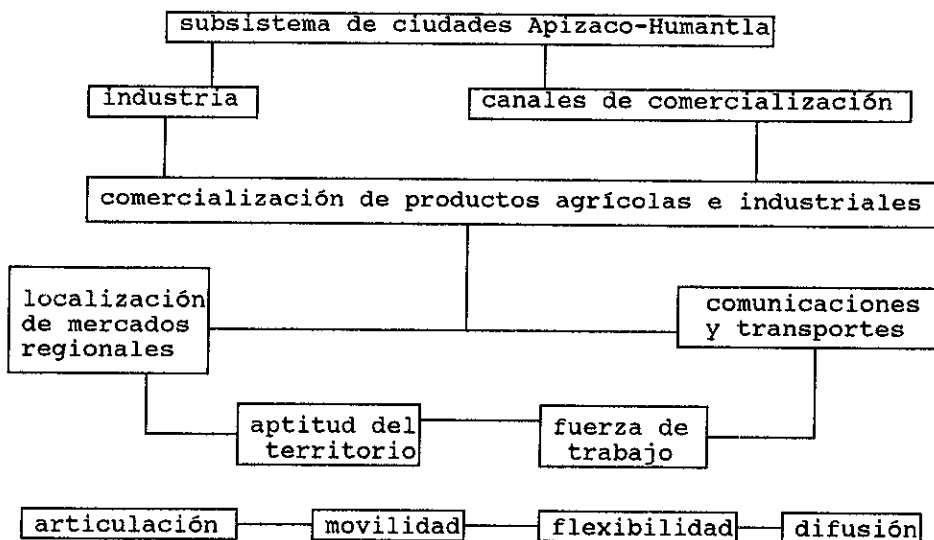 subsistema de ciudades Apizaco-Humantla
industria
canales de comercialización
comercialización de productos agrícolas e industriales
localización
de mercados
regionales
comunicaciones
y transportes
aptitud del
territorio
fuerza de
trabajo
articulación
movilidad
flexibilidad
difusión